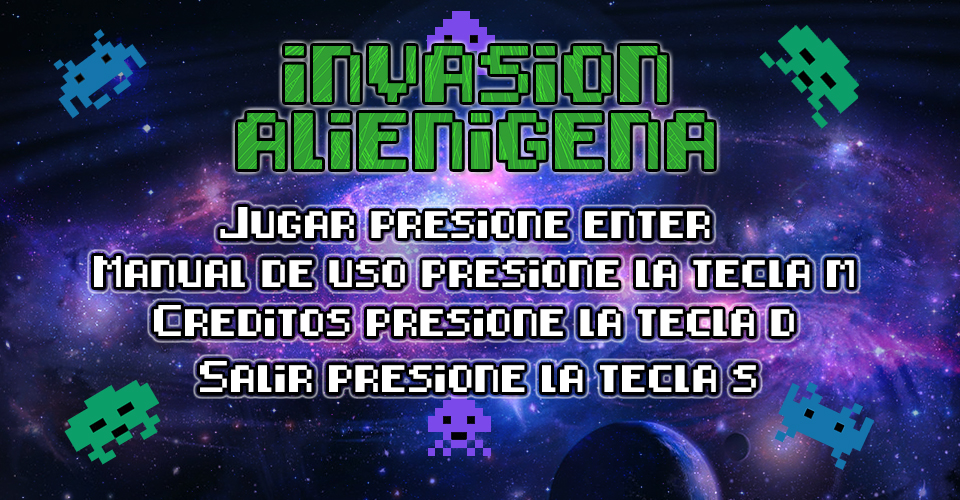 INVASION
ALIENIGENA
Jugar presione enter
Manual de uso presione la tecla M
Creditos presione la tecla D
Salir presione la tecla S